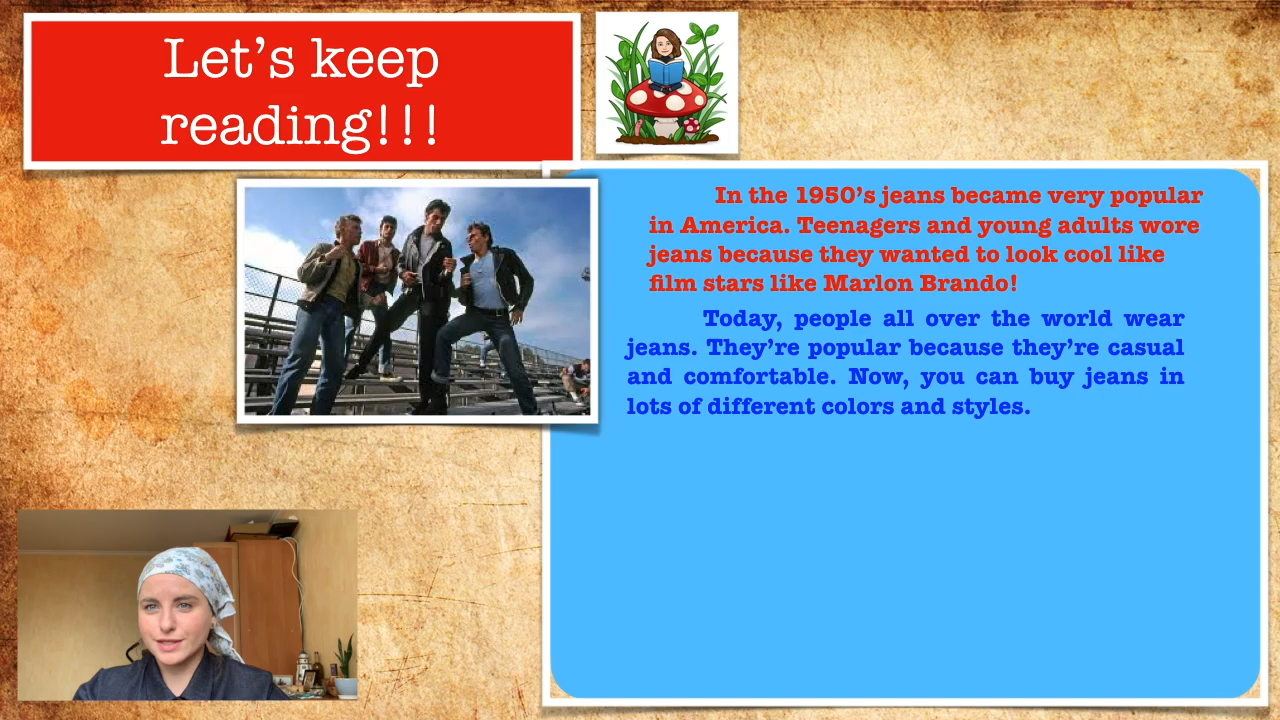 Let’s keep
reading!!!
In the 1950’s jeans became very popular
in America. Teenagers and young adults wore
jeans because they wanted to look cool like
film stars like Marlon Brando!
Today, people all over the world wear
jeans. They’re popular because they’re casual
and comfortable. Now, you can buy jeans in
lots of different colors and styles.